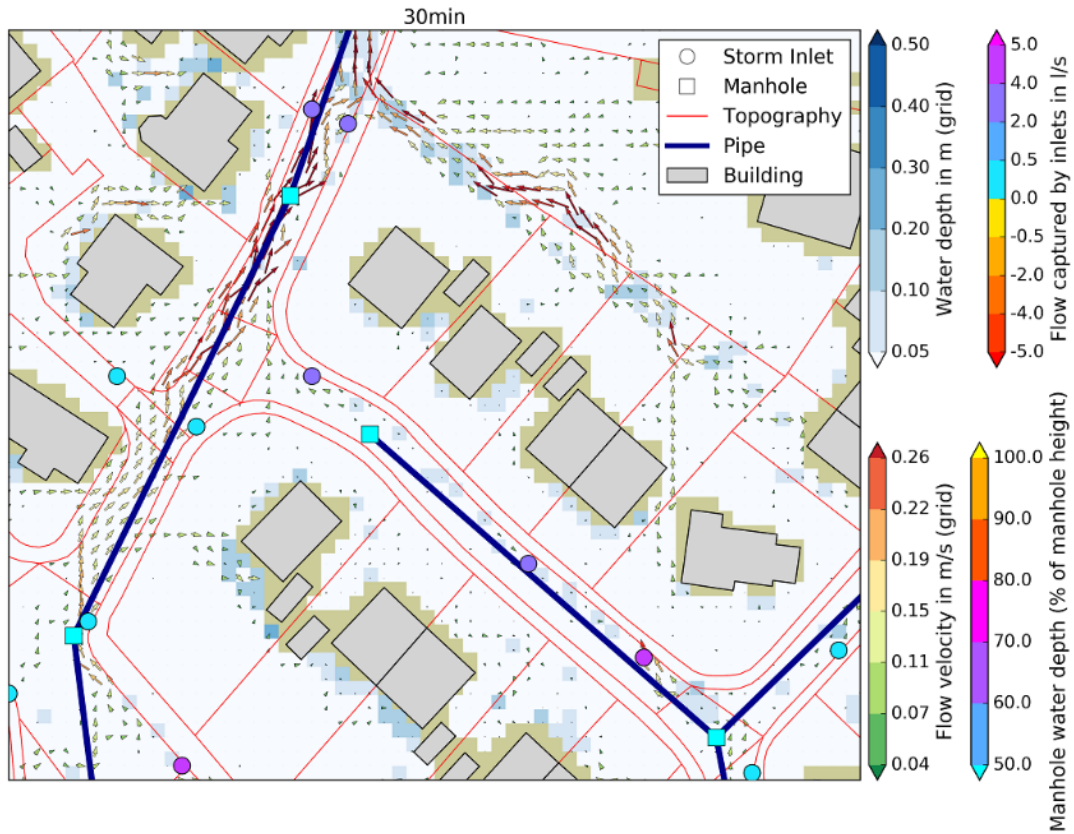 30min
Storm Inlet
Manhole
Topography
Pipe
Building
0.50
0.40
0.30
0.20
0.10
0.05
Water depth in m (grid)
5.0
4.0
2.0
0.5
0.0
-0.5
-2.0
-4.0
-5.0
Flow captured by inlets in l/s
0.26
0.22
0.19
0.15
0.11
0.07
0.04
Flow velocity in m/s (grid)
100.0
90.0
80.0
70.0
60.0
50.0
Manhole water depth (% of manhole height)